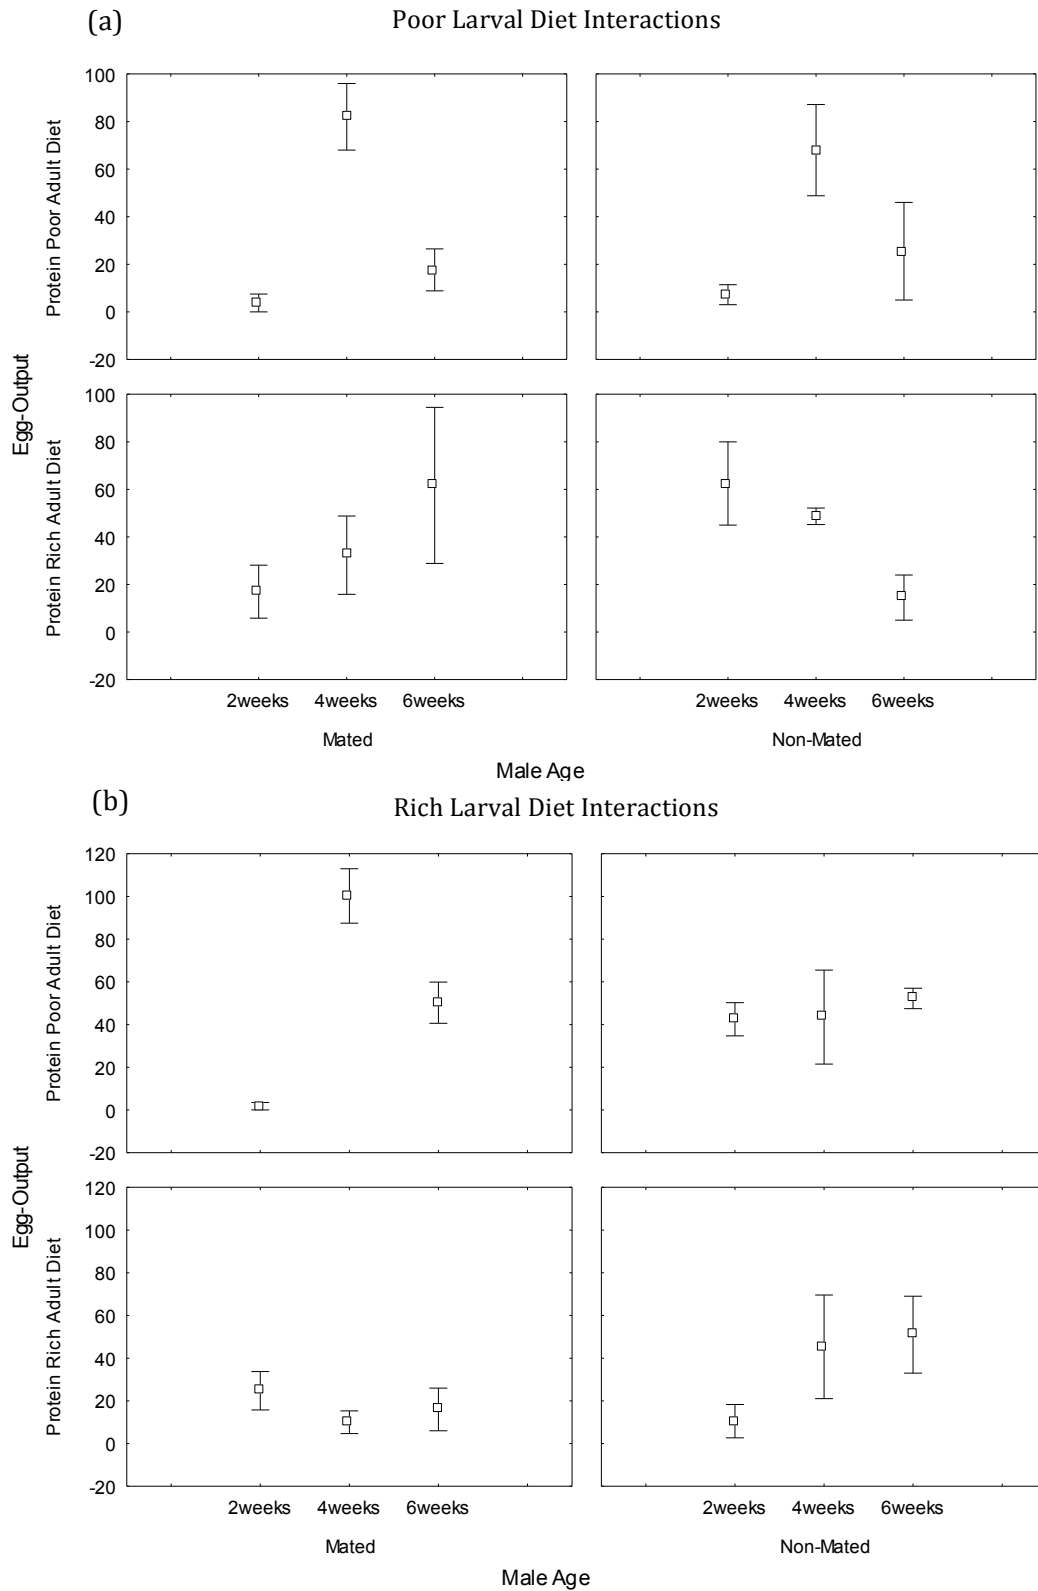 (a)
Poor Larval Diet Interactions
Egg-Output
Protein Poor Adult Diet
100
80
60
40
20
0
-20
Protein Rich Adult Diet
100
80
60
40
20
0
-20
2weeks 4weeks 6weeks
Mated
2weeks 4weeks 6weeks
Non-Mated
Male Age
(b)
Rich Larval Diet Interactions
Egg-Output
Protein Poor Adult Diet
120
100
80
60
40
20
0
-20
Protein Rich Adult Diet
120
100
80
60
40
20
0
-20
2weeks 4weeks 6weeks
Mated
2weeks 4weeks 6weeks
Non-Mated
Male Age